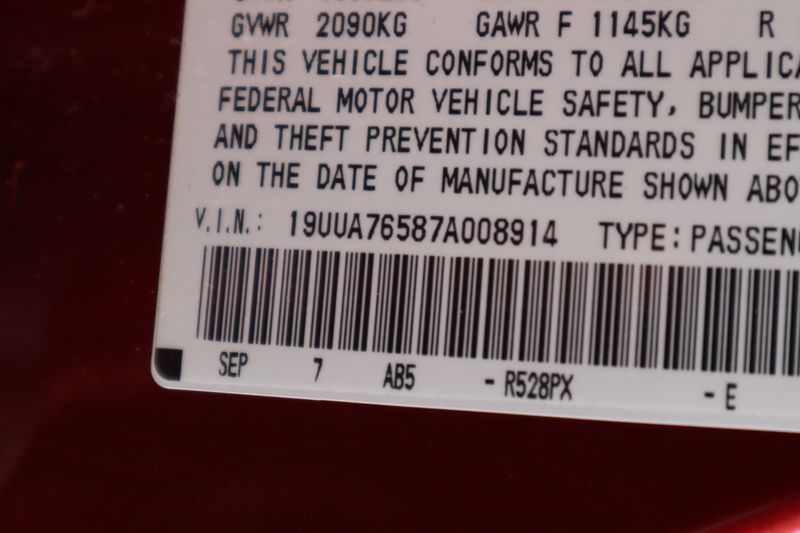 GVWR 2090KG GAWR F 1145KG R
THIS VEHICLE CONFORMS TO ALL APPLICA
FEDERAL MOTOR VEHICLE SAFETY, BUMPER
AND THEFT PREVENTION STANDARDS IN EF
ON THE DATE OF MANUFACTURE SHOWN ABO
V.I.N.: 19UUA76587A008914 TYPE: PASSENG
SEP 7 AB5 - R528PX - E